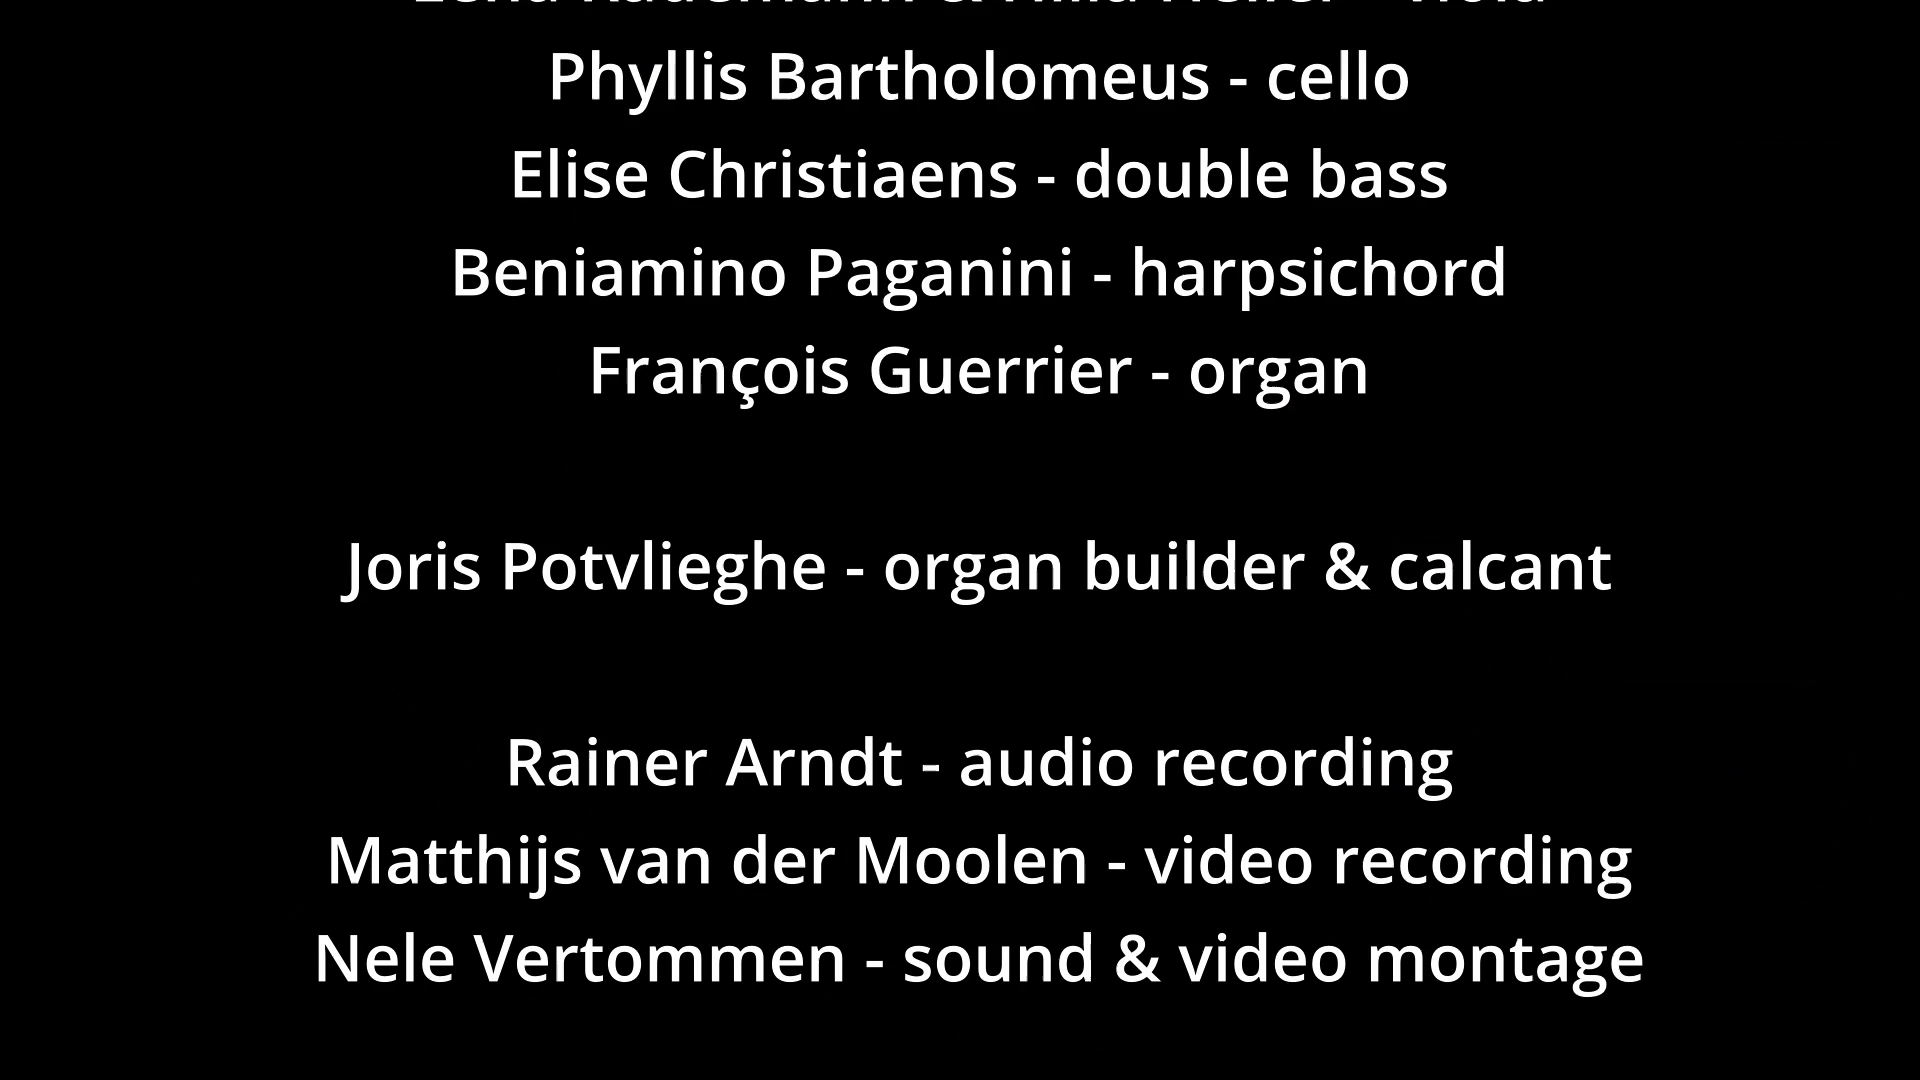 Phyllis Bartholomeus - cello
Elise Christiaens - double bass
Beniamino Paganini - harpsichord
François Guerrier - organ
Joris Potvlieghe - organ builder & calcant
Rainer Arndt - audio recording
Matthijs van der Moolen - video recording
Nele Vertommen - sound & video montage